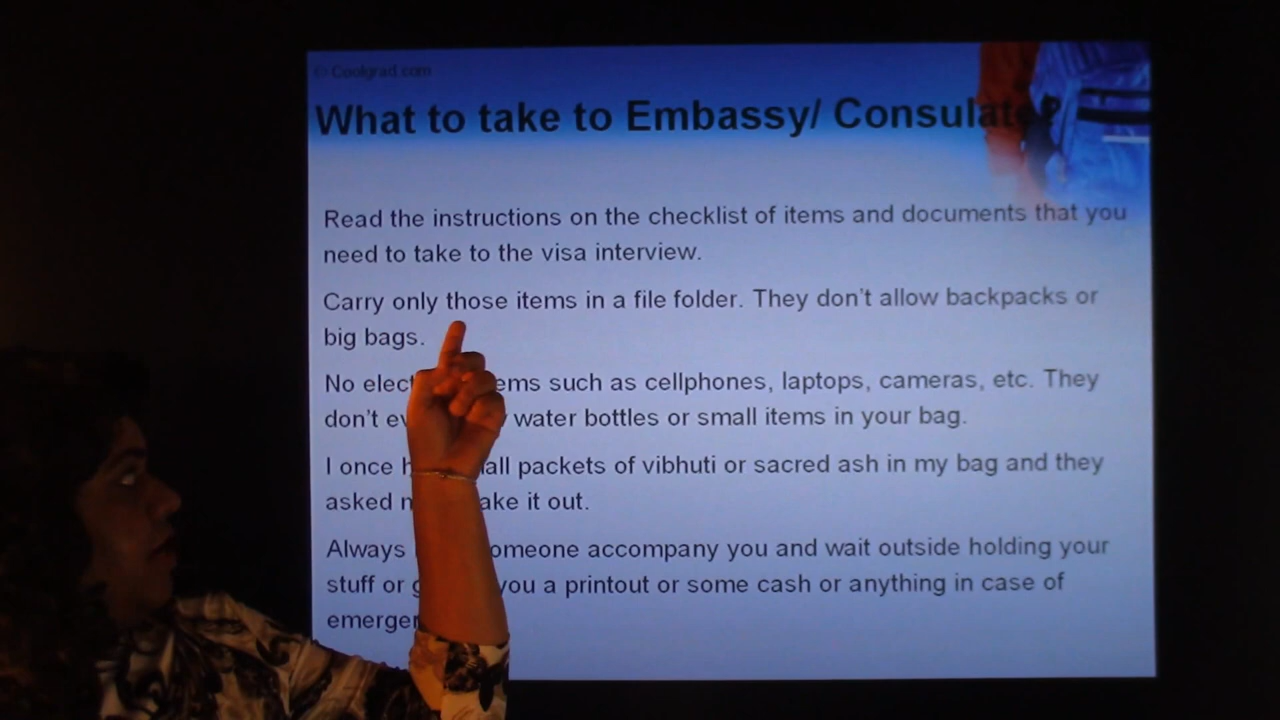 © Coolgrad.com
What to take to Embassy/ Consulate?
Read the instructions on the checklist of items and documents that you
need to take to the visa interview.
Carry only those items in a file folder. They don't allow backpacks or
big bags.
No elect ems such as cellphones, laptops, cameras, etc. They
don't ev water bottles or small items in your bag.
I once h all packets of vibhuti or sacred ash in my bag and they
asked ake it out.
Always omeone accompany you and wait outside holding your
stuff or you a printout or some cash or anything in case of
emerge